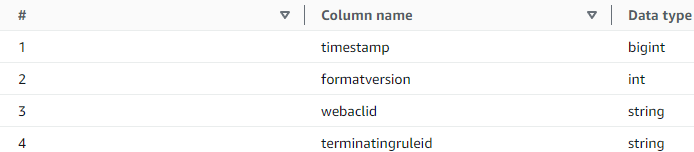 # Column name Data type
1 timestamp bigint
2 formatversion int
3 webaclid string
4 terminatingruleid string